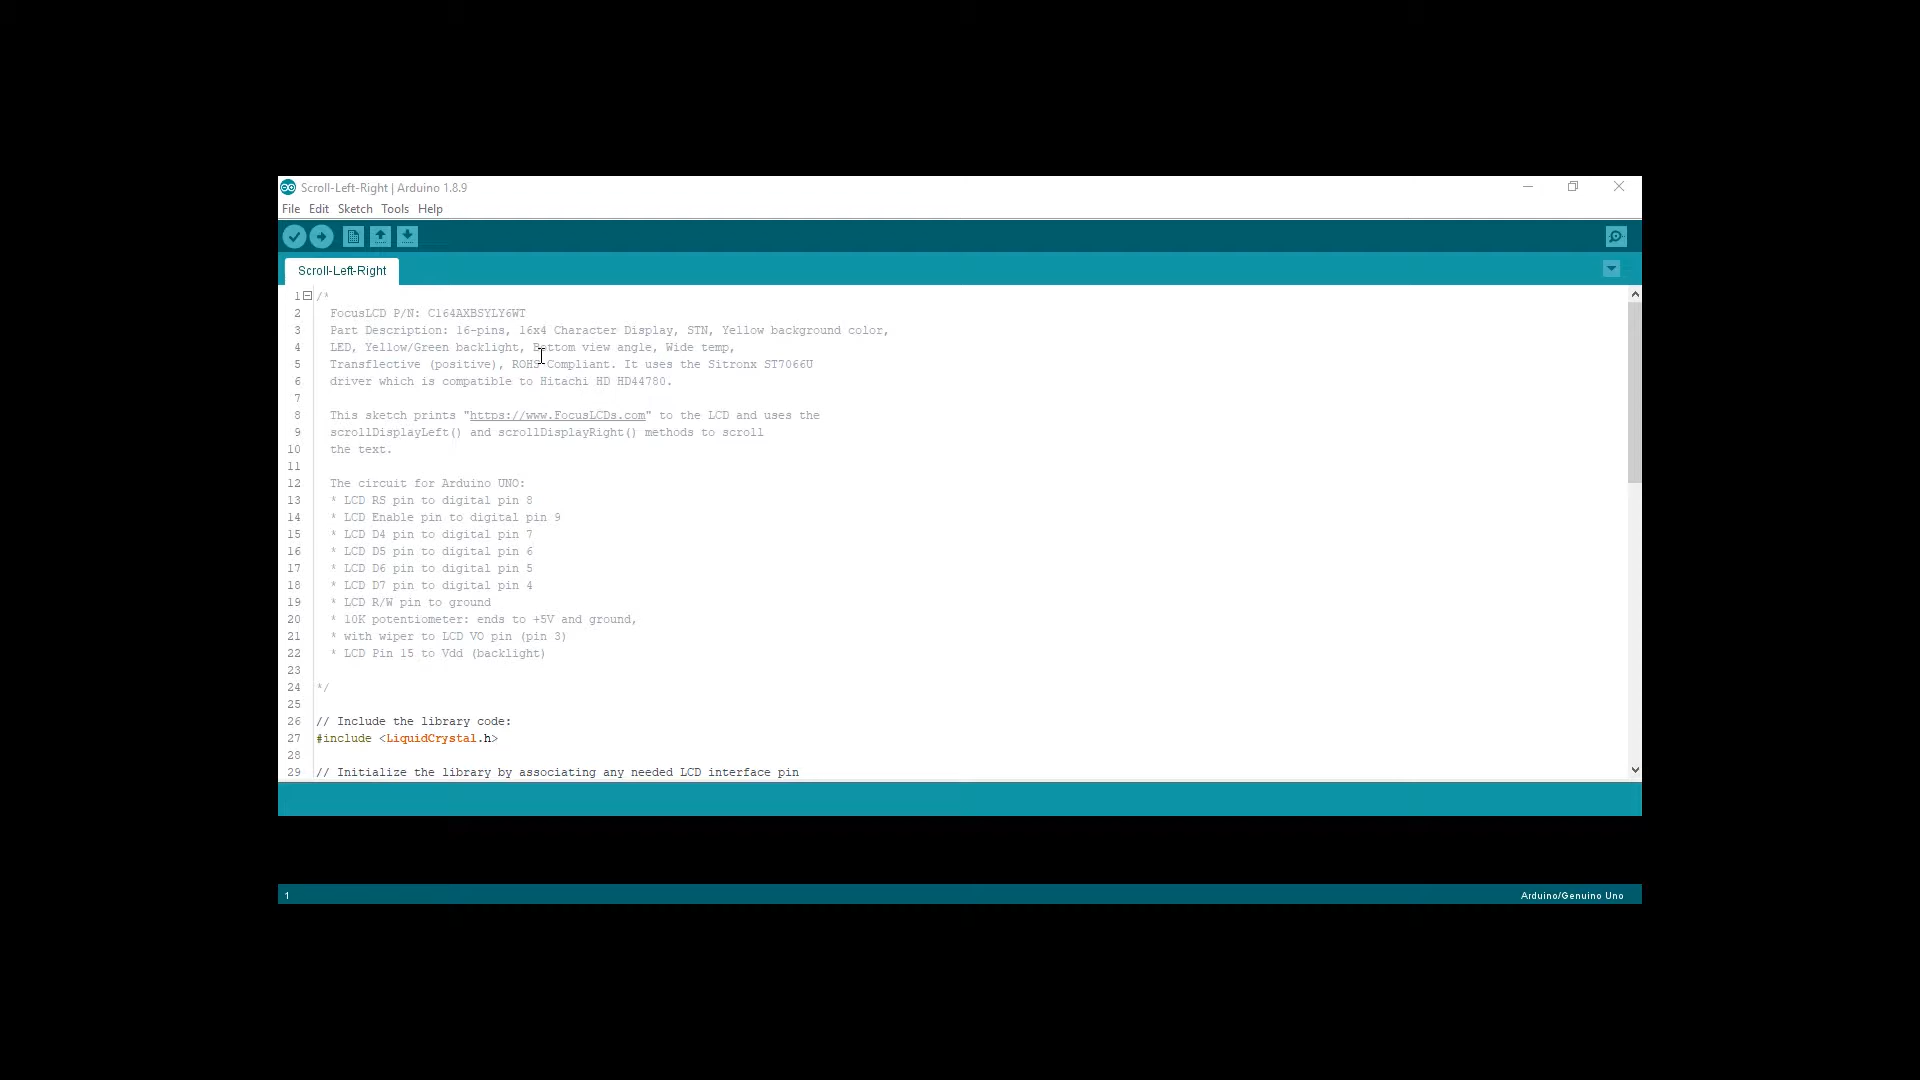 Scroll-Left-Right | Arduino 1.8.9
File Edit Sketch Tools Help
Scroll-Left-Right
1 /*
2 FocusLCD P/N: C164AXBSYLY6WT
3 Part Description: 16-pins, 16x4 Character Display, STN, Yellow background color,
4 LED, Yellow/Green backlight, Bottom view angle, Wide temp,
5 Transflective (positive), ROHS Compliant. It uses the Sitronx ST7066U
6 driver which is compatible to Hitachi HD HD44780.
7
8 This sketch prints "https://www.FocusLCDs.com" to the LCD and uses the
9 scrollDisplayLeft() and scrollDisplayRight() methods to scroll
10 the text.
11
12 The circuit for Arduino UNO:
13 * LCD RS pin to digital pin 8
14 * LCD Enable pin to digital pin 9
15 * LCD D4 pin to digital pin 7
16 * LCD D5 pin to digital pin 6
17 * LCD D6 pin to digital pin 5
18 * LCD D7 pin to digital pin 4
19 * LCD R/W pin to ground
20 * 10K potentiometer: ends to +5V and ground,
21 * with wiper to LCD VO pin (pin 3)
22 * LCD Pin 15 to Vdd (backlight)
23
24 */
25
26 // Include the library code:
27 #include <LiquidCrystal.h>
28
29 // Initialize the library by associating any needed LCD interface pin
1 Arduino/Genuino Uno